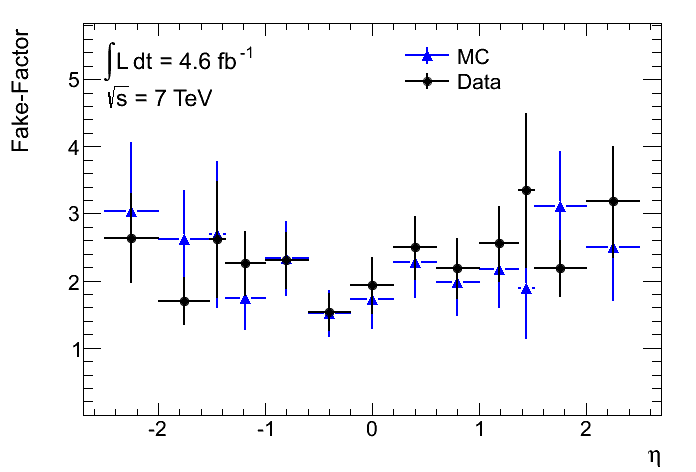 Fake-Factor
∫L dt = 4.6 fb⁻¹
√s = 7 TeV
MC
Data
5
4
3
2
1
-2 -1 0 1 2
η